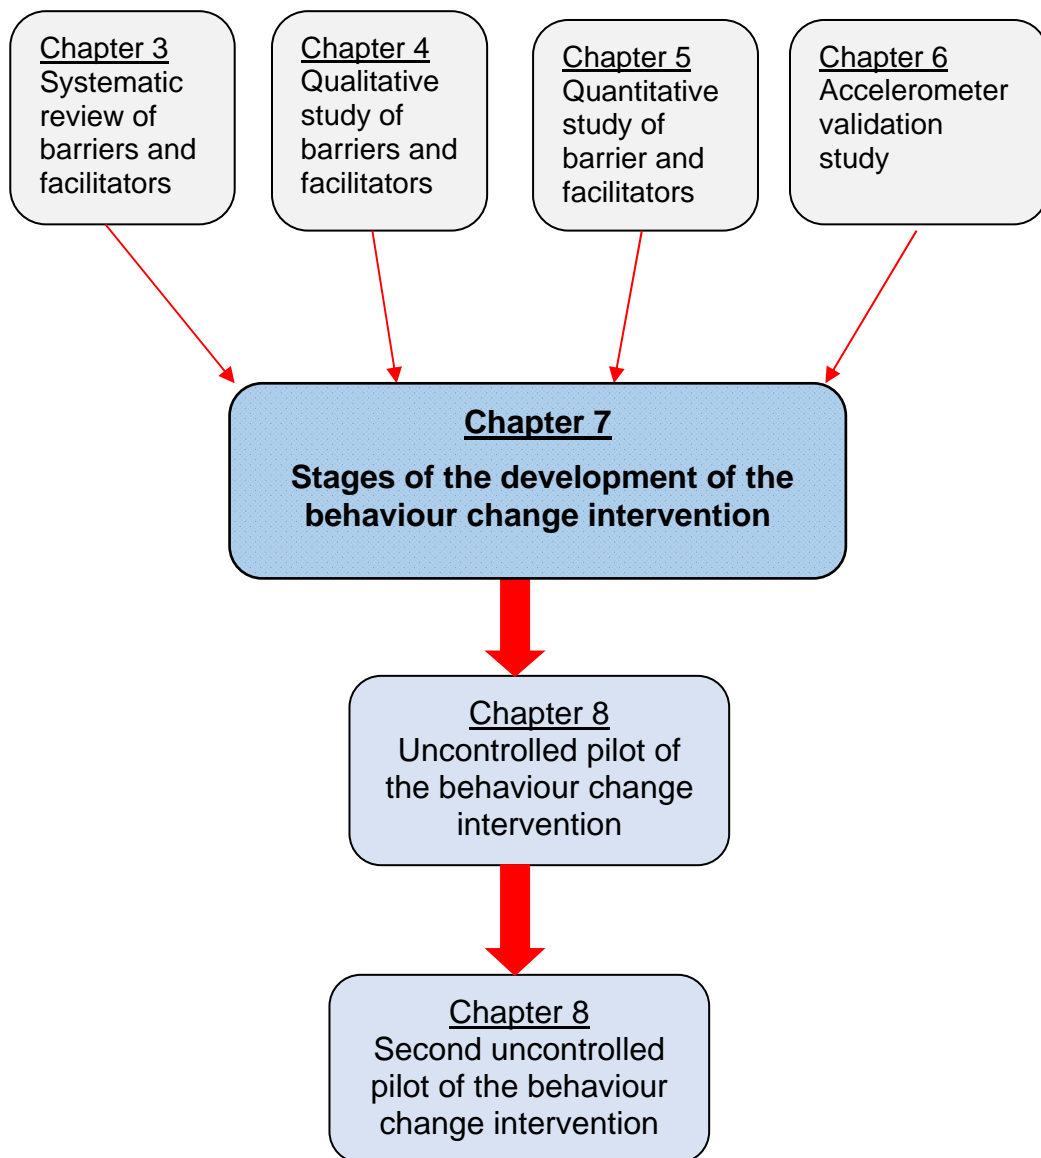 Chapter 3
Systematic
review of
barriers and
facilitators
Chapter 4
Qualitative
study of
barriers and
facilitators
Chapter 5
Quantitative
study of
barrier and
facilitators
Chapter 6
Accelerometer
validation
study
Chapter 7
Stages of the development of the
behaviour change intervention
Chapter 8
Uncontrolled pilot of
the behaviour change
intervention
Chapter 8
Second uncontrolled
pilot of the behaviour
change intervention